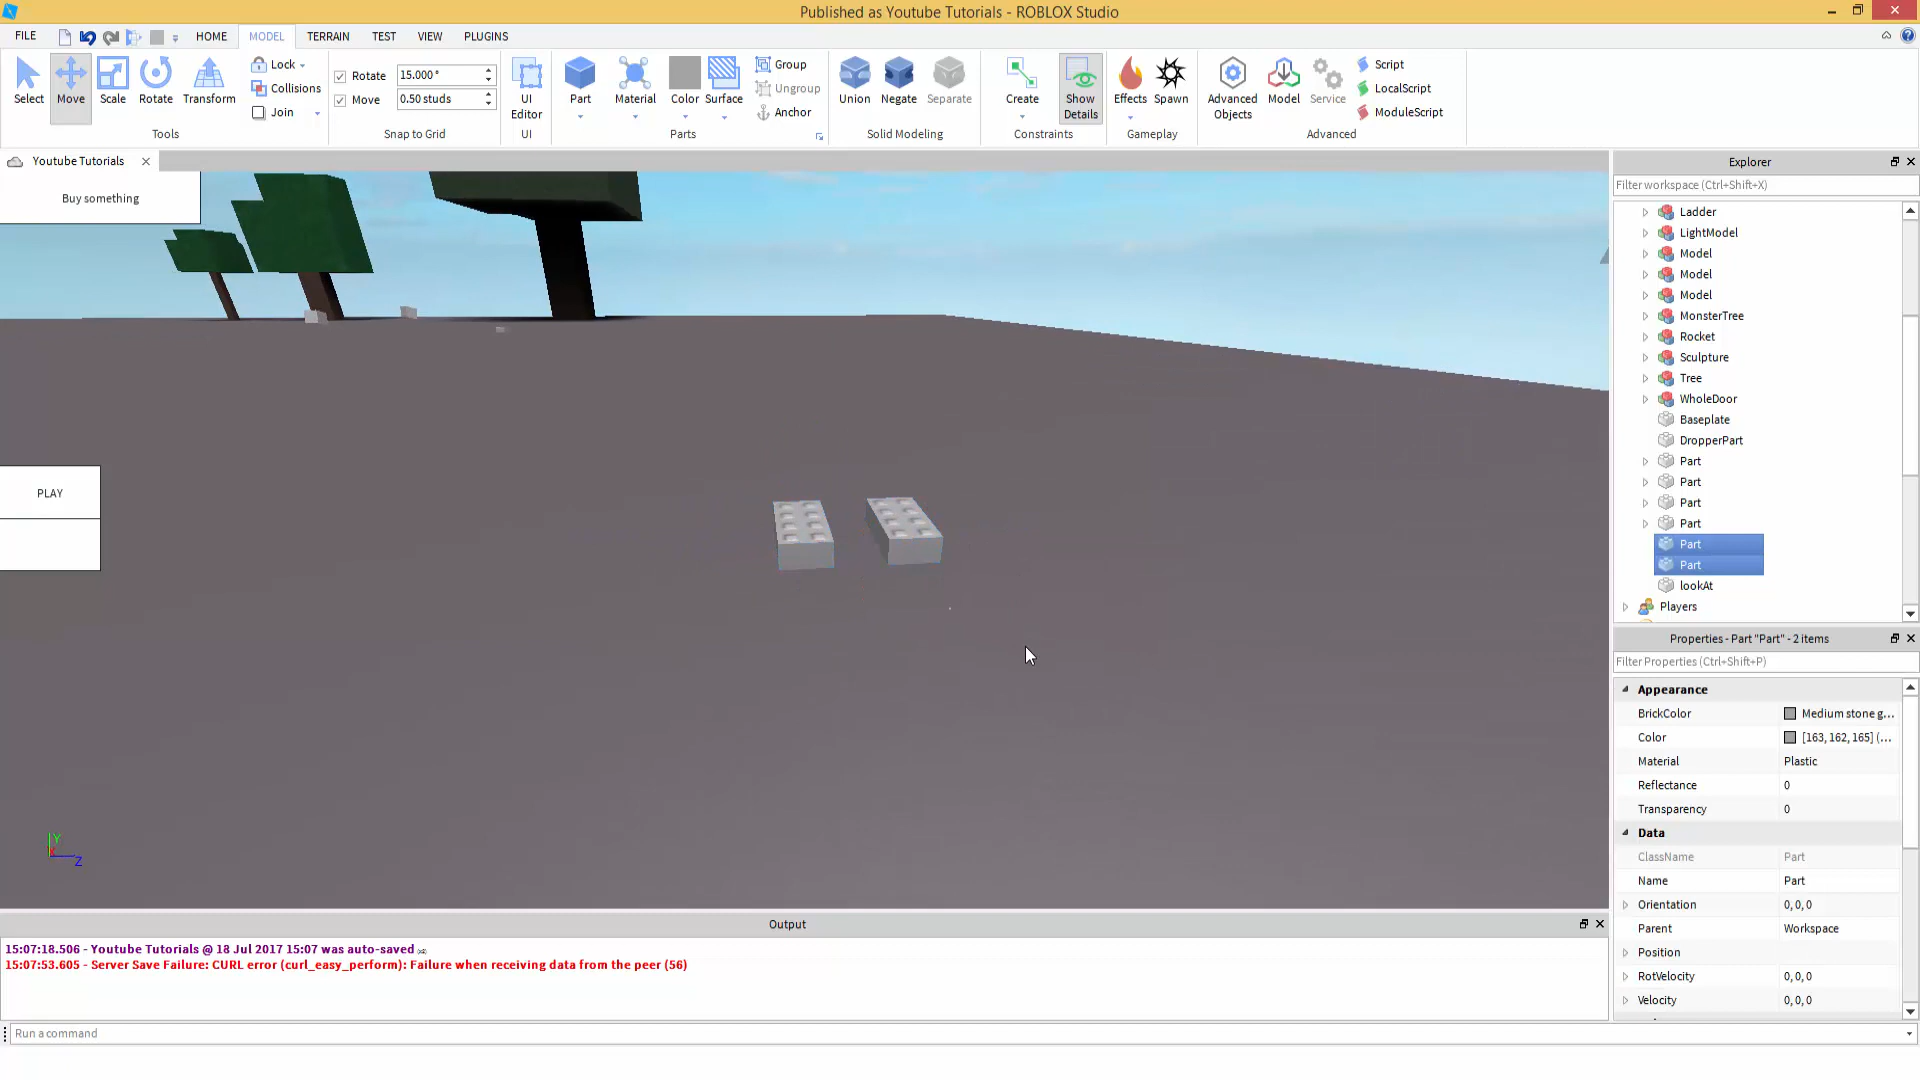 Published as Youtube Tutorials - ROBLOX Studio
FILE HOME MODEL TERRAIN TEST VIEW PLUGINS
Select Move Scale Rotate Transform
Lock
Collisions
Join
Tools
Rotate 15.000 °
Move 0.50 studs
Snap to Grid
UI Editor
UI
Part Material Color Surface
Group
Ungroup
Anchor
Parts
Union Negate Separate
Solid Modeling
Create Show Details
Constraints
Effects Spawn
Gameplay
Advanced Objects Model Service
Script
LocalScript
ModuleScript
Advanced
Youtube Tutorials
Buy something
PLAY
Y
Z
Explorer
Filter workspace (Ctrl+Shift+X)
Ladder
LightModel
Model
Model
Model
MonsterTree
Rocket
Sculpture
Tree
WholeDoor
Baseplate
DropperPart
Part
Part
Part
Part
Part
Part
lookAt
Players
Properties - Part "Part" - 2 items
Filter Properties (Ctrl+Shift+P)
Appearance
BrickColor Medium stone g...
Color [163, 162, 165] (...
Material Plastic
Reflectance 0
Transparency 0
Data
ClassName Part
Name Part
Orientation 0, 0, 0
Parent Workspace
Position
RotVelocity 0, 0, 0
Velocity 0, 0, 0
Output
15:07:18.506 - Youtube Tutorials @ 18 Jul 2017 15:07 was auto-saved
15:07:53.605 - Server Save Failure: CURL error (curl_easy_perform): Failure when receiving data from the peer (56)
Run a command